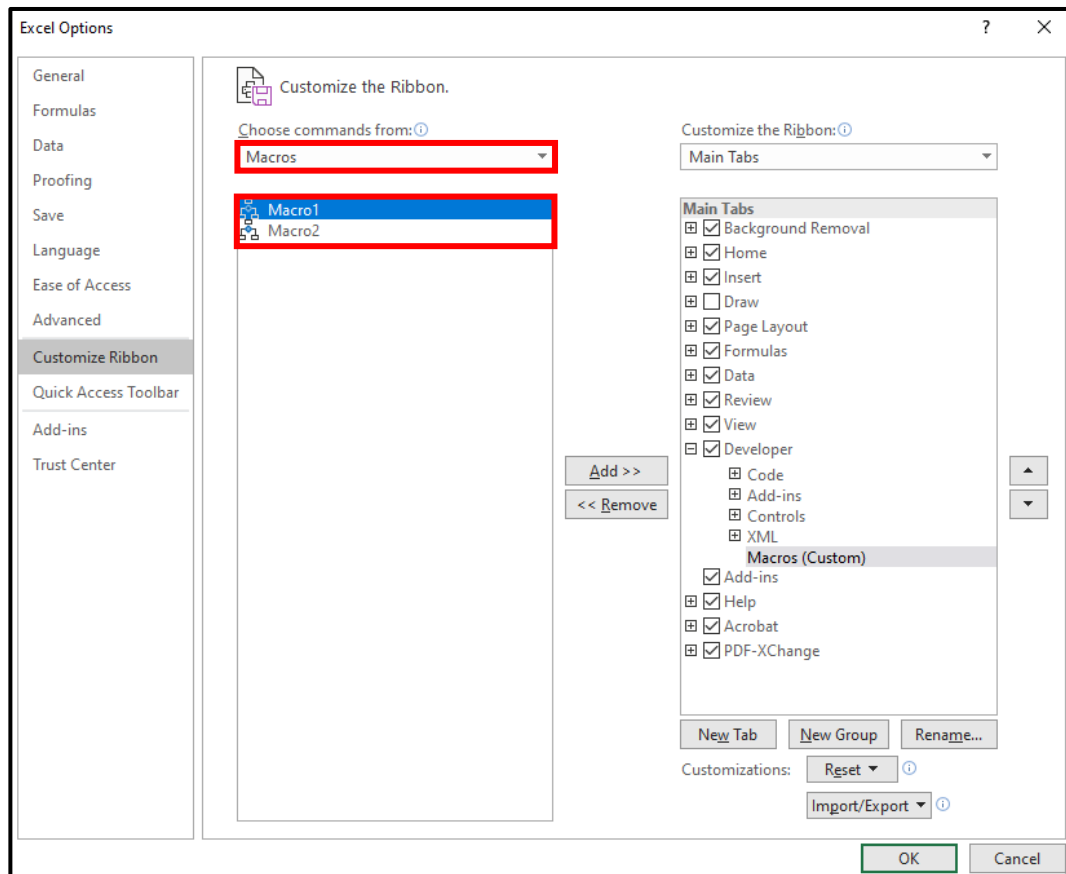 Excel Options
?
General
Formulas
Data
Proofing
Save
Language
Ease of Access
Advanced
Customize Ribbon
Quick Access Toolbar
Add-ins
Trust Center
Customize the Ribbon.
Choose commands from:
Macros
Macro1
Macro2
Add >>
<< Remove
Customize the Ribbon:
Main Tabs
Main Tabs
Background Removal
Home
Insert
Draw
Page Layout
Formulas
Data
Review
View
Developer
Code
Add-ins
Controls
XML
Macros (Custom)
Add-ins
Help
Acrobat
PDF-XChange
New Tab New Group Rename...
Customizations: Reset
Import/Export
OK Cancel